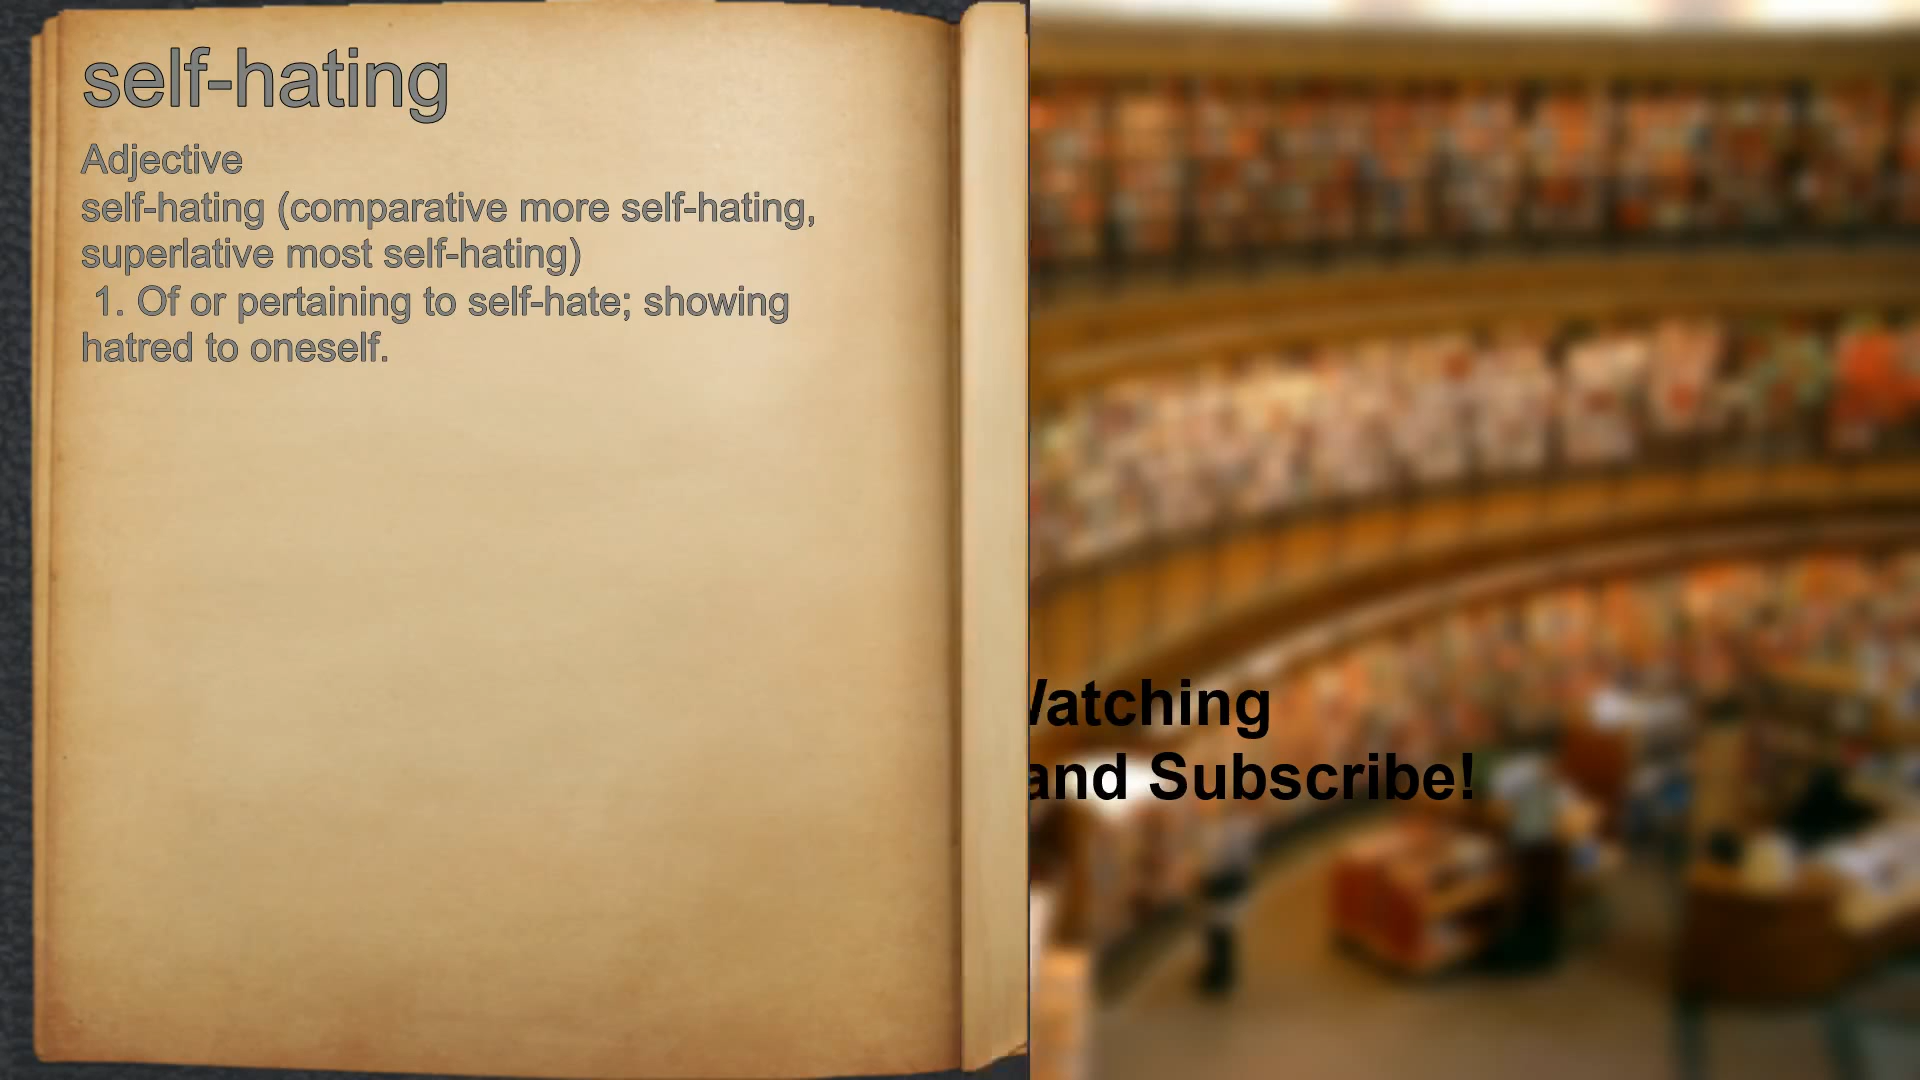 self-hating
Adjective
self-hating (comparative more self-hating,
superlative most self-hating)
1. Of or pertaining to self-hate; showing
hatred to oneself.
and Subscribe!